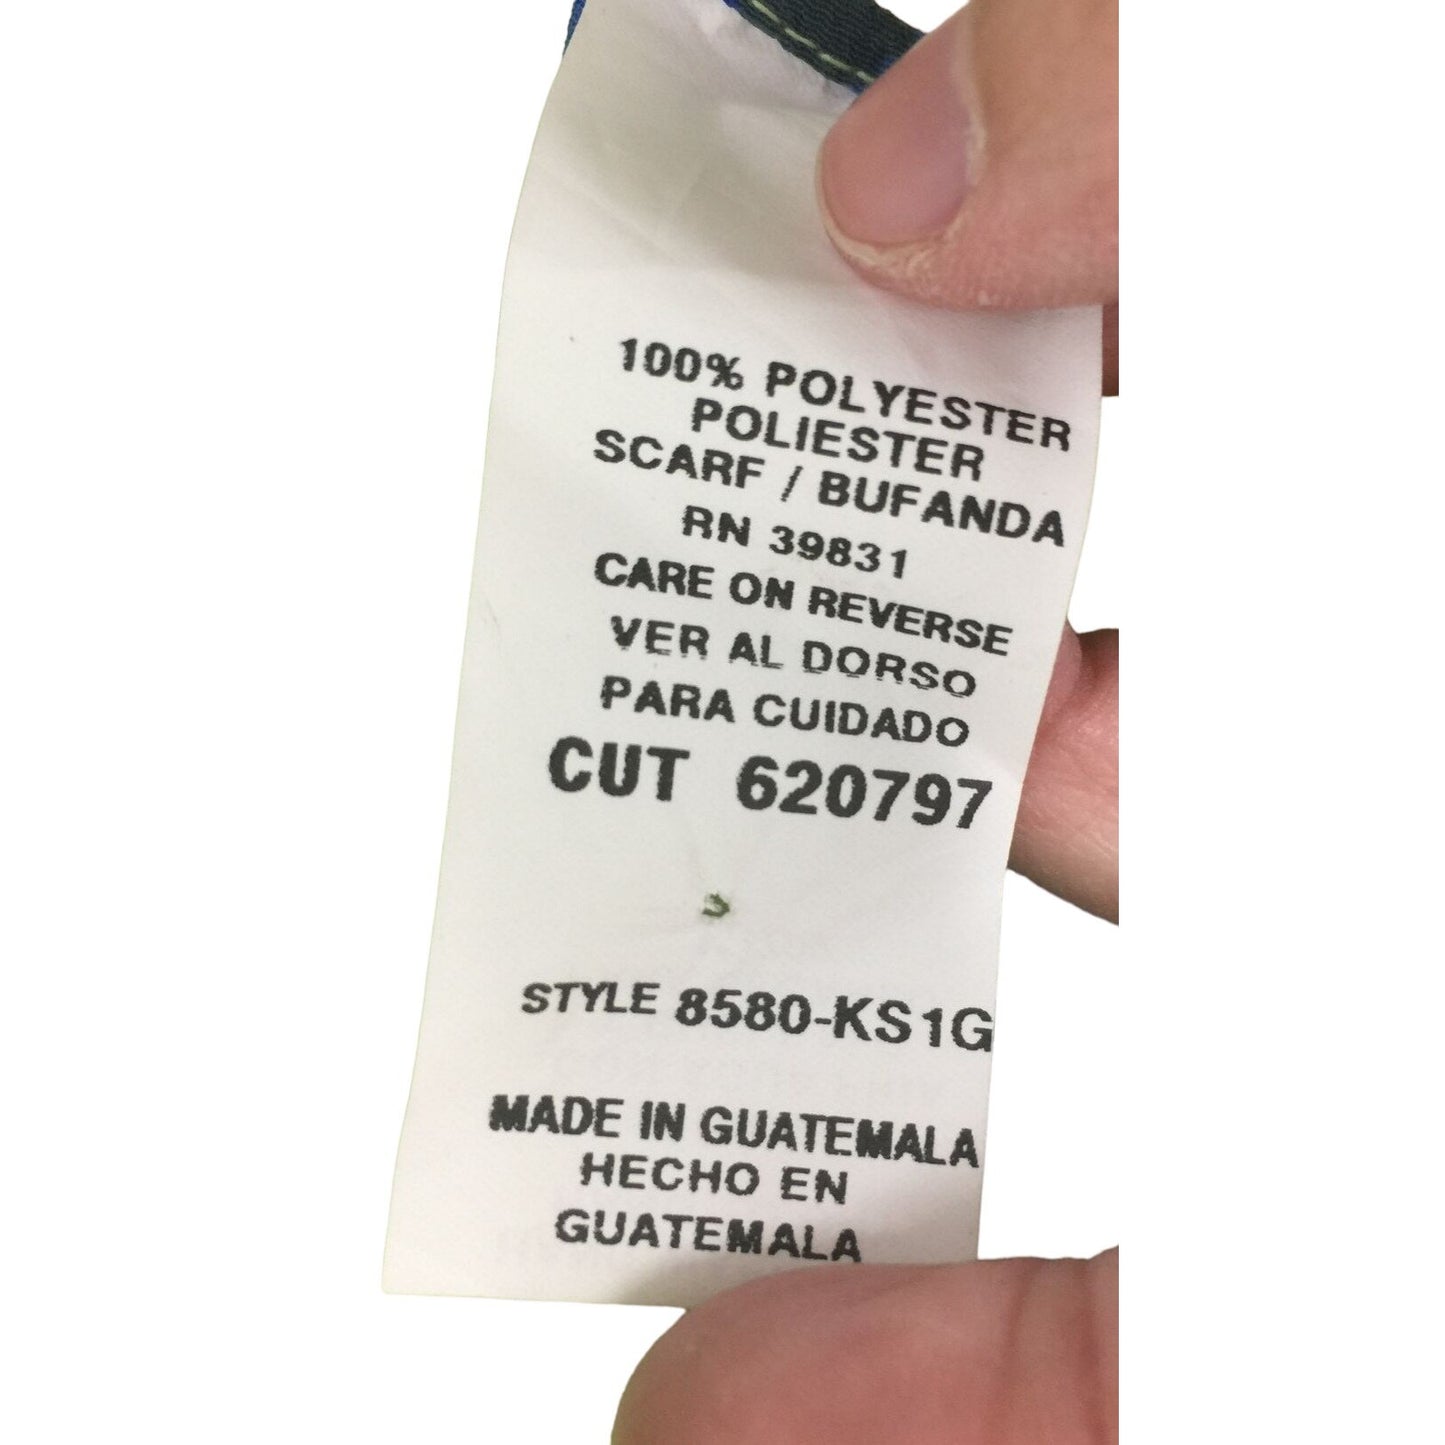 100% POLYESTER
POLIESTER
SCARF / BUFANDA
RN 39831
CARE ON REVERSE
VER AL DORSO
PARA CUIDADO
CUT 620797
STYLE 8580-KS1G
MADE IN GUATEMALA
HECHO EN
GUATEMALA